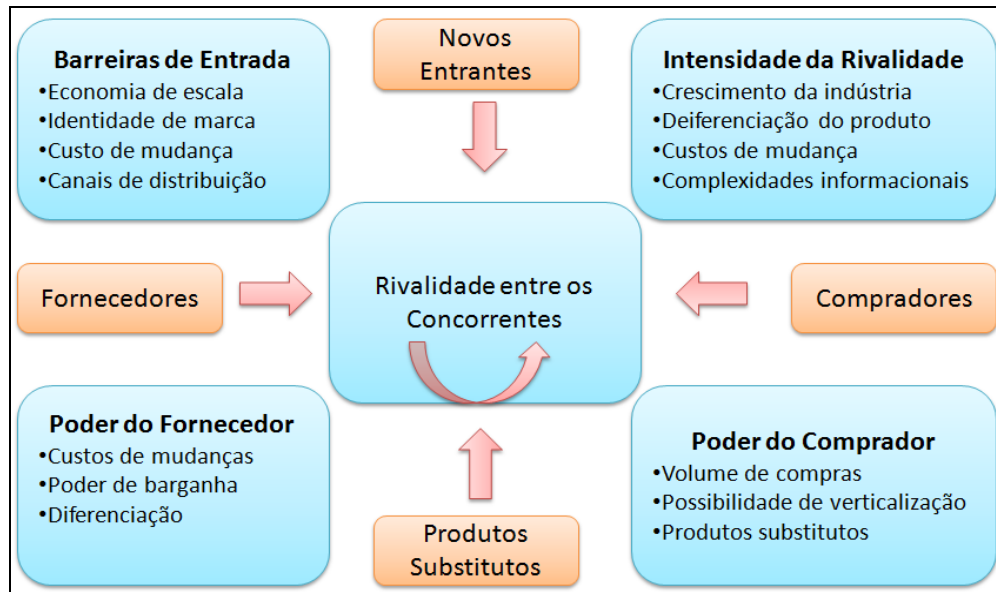 Barreiras de Entrada
•Economia de escala
•Identidade de marca
•Custo de mudança
•Canais de distribuição
Novos
Entrantes
Intensidade da Rivalidade
•Crescimento da indústria
•Deiferenciação do produto
•Custos de mudança
•Complexidades informacionais
Fornecedores
Rivalidade entre os
Concorrentes
Compradores
Poder do Fornecedor
•Custos de mudanças
•Poder de barganha
•Diferenciação
Produtos
Substitutos
Poder do Comprador
•Volume de compras
•Possibilidade de verticalização
•Produtos substitutos